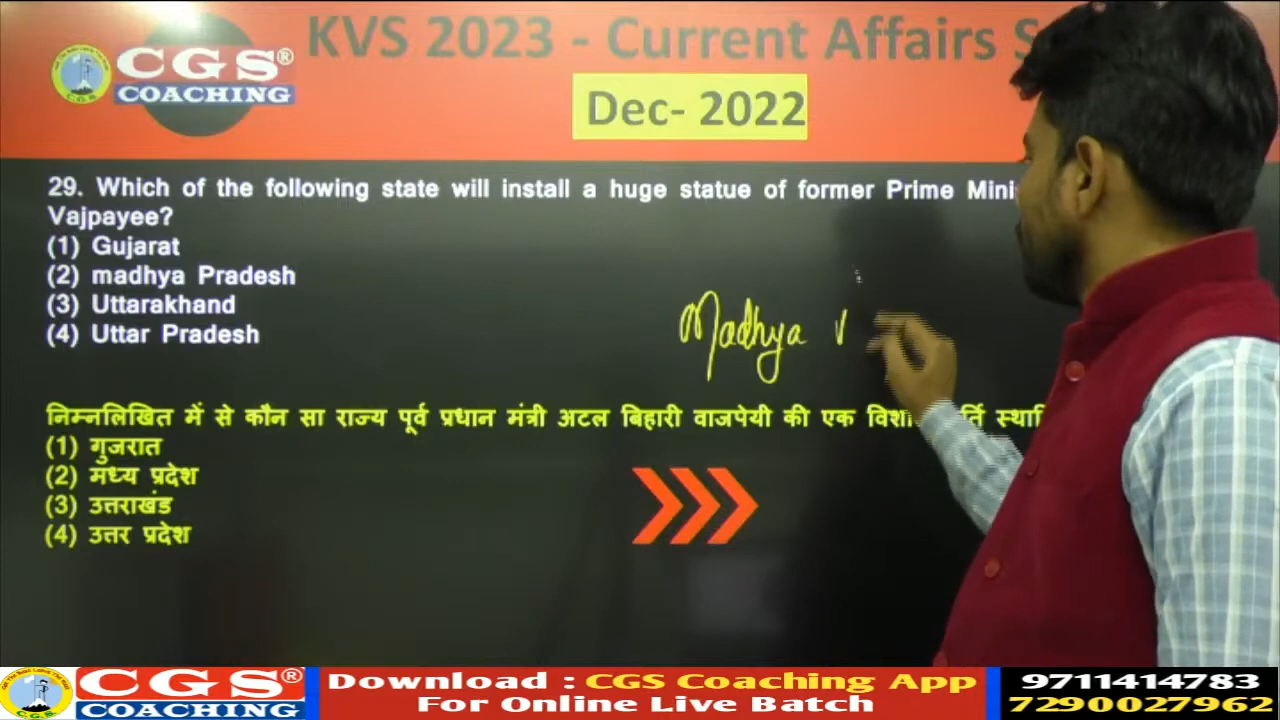 CGS®
COACHING
C.G.S
KVS 2023 - Current Affairs S
Dec- 2022
29. Which of the following state will install a huge statue of former Prime Mini
Vajpayee?
(1) Gujarat
(2) madhya Pradesh
(3) Uttarakhand
(4) Uttar Pradesh
Madhya
निम्नलिखित में से कौन सा राज्य पूर्व प्रधान मंत्री अटल बिहारी वाजपेयी की एक
(1) गुजरात
(2) मध्य प्रदेश
(3) उत्तराखंड
(4) उत्तर प्रदेश
CGS®
COACHING
C.G.S
Download : CGS Coaching App
For Online Live Batch
9711414783
7290027962